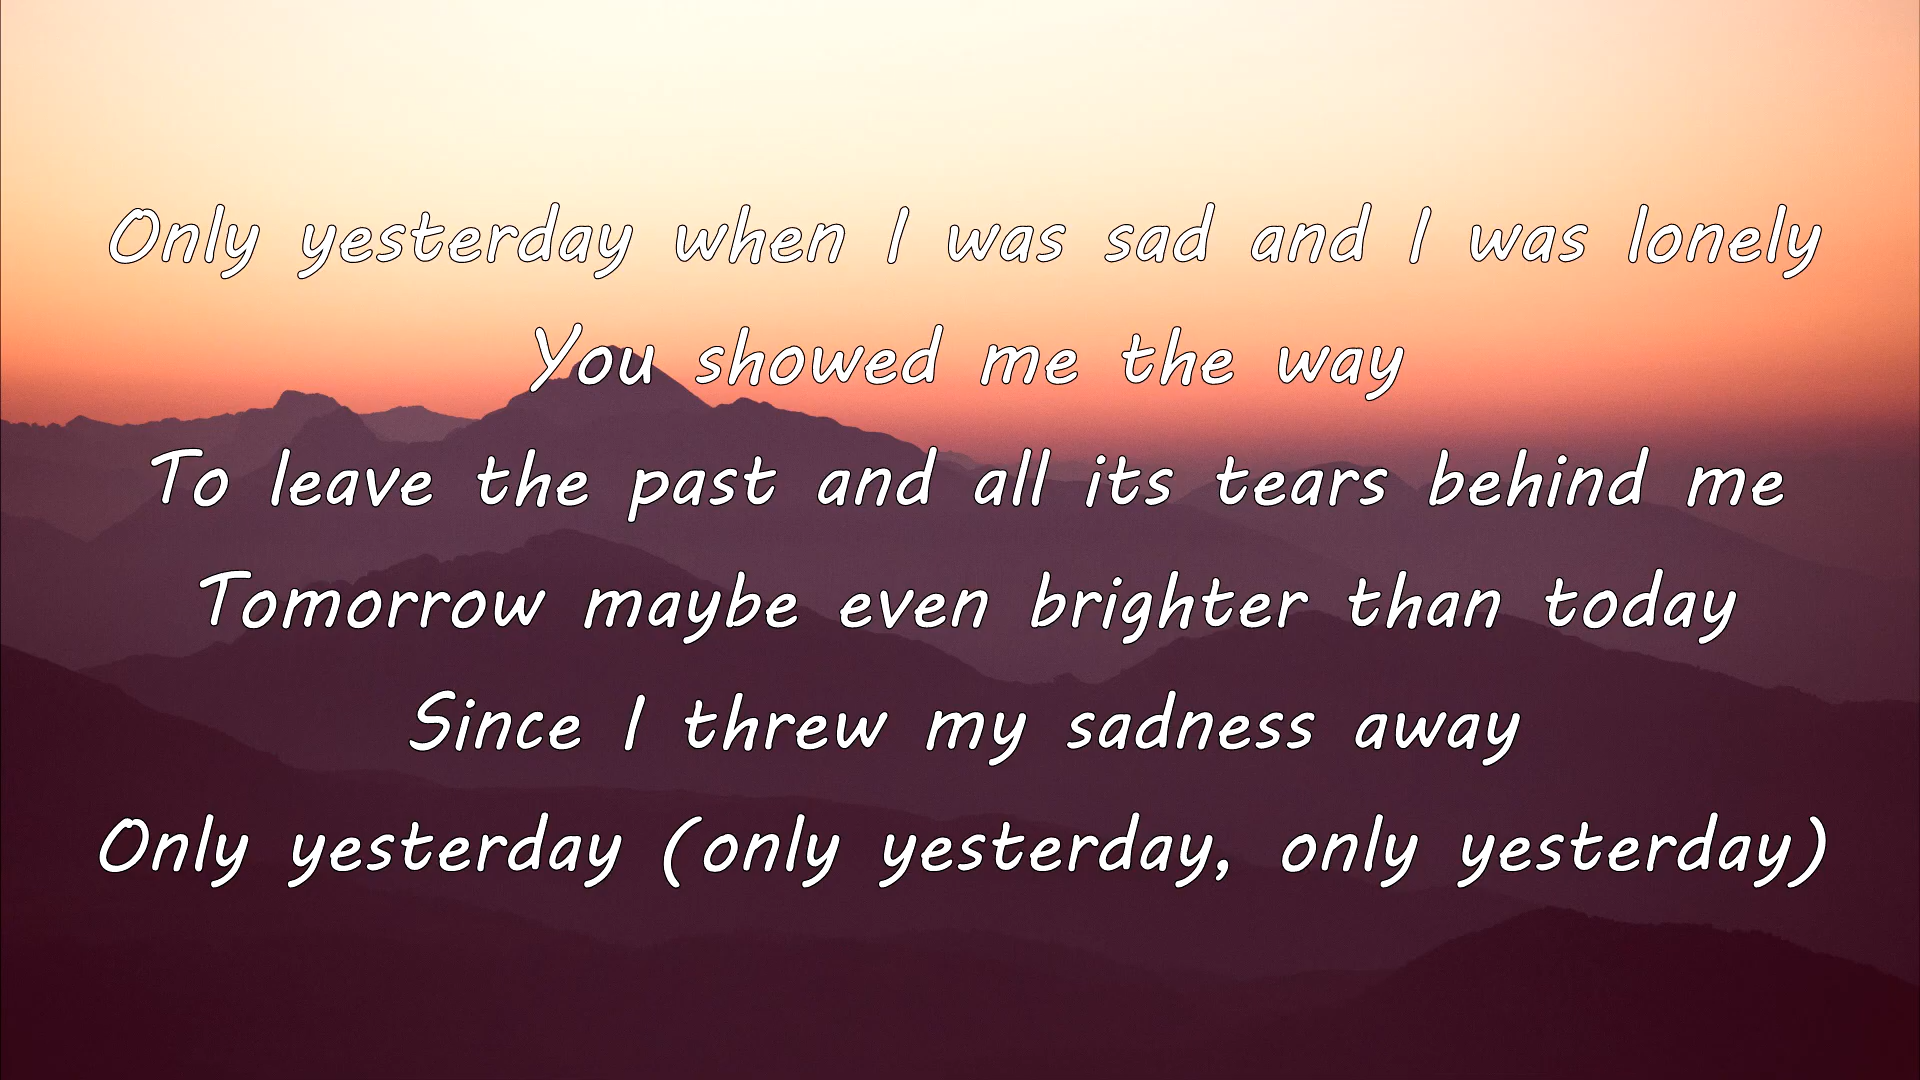 Only yesterday when I was sad and I was lonely
You showed me the way
To leave the past and all its tears behind me
Tomorrow maybe even brighter than today
Since I threw my sadness away
Only yesterday (only yesterday, only yesterday)